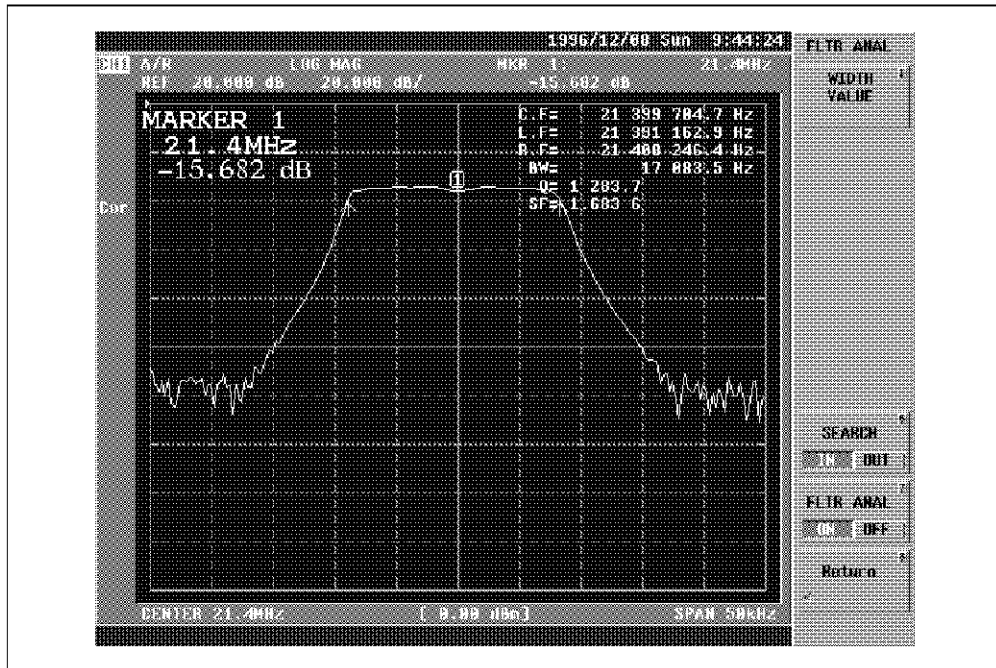 1996/12/08 Sun 9:44:24
CH1 A/R LOG MAG MKR 1 21.4MHz
REF 20.000 dB 20.000 dB/ -15.682 dB
MARKER 1
21.4MHz
-15.682 dB
C.F= 21 399 704.7 Hz
L.F= 21 391 162.9 Hz
R.F= 21 408 246.4 Hz
BW= 17 083.5 Hz
Q= 1 283.7
SF= 1.683 6
1
Cor
CENTER 21.4MHz [ 0.00 dBm] SPAN 50kHz
FLTR ANAL
WIDTH
VALUE
SEARCH
IN OUT
FLTR ANAL
ON OFF
Return